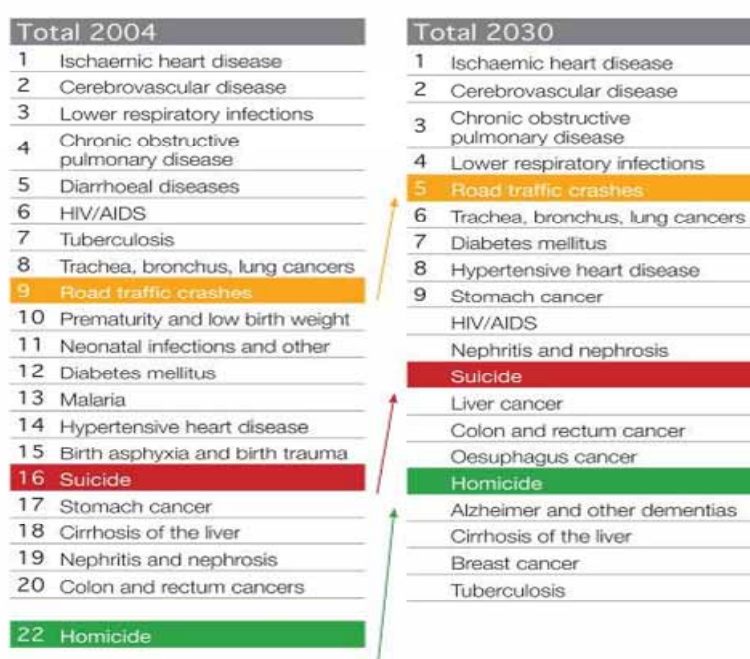 Total 2004
1 Ischaemic heart disease
2 Cerebrovascular disease
3 Lower respiratory infections
4 Chronic obstructive
pulmonary disease
5 Diarrhoeal diseases
6 HIV/AIDS
7 Tuberculosis
8 Trachea, bronchus, lung cancers
9 Road traffic crashes
10 Prematurity and low birth weight
11 Neonatal infections and other
12 Diabetes mellitus
13 Malaria
14 Hypertensive heart disease
15 Birth asphyxia and birth trauma
16 Suicide
17 Stomach cancer
18 Cirrhosis of the liver
19 Nephritis and nephrosis
20 Colon and rectum cancers
22 Homicide
Total 2030
1 Ischaemic heart disease
2 Cerebrovascular disease
3 Chronic obstructive
pulmonary disease
4 Lower respiratory infections
5 Road traffic crashes
6 Trachea, bronchus, lung cancers
7 Diabetes mellitus
8 Hypertensive heart disease
9 Stomach cancer
HIV/AIDS
Nephritis and nephrosis
Suicide
Liver cancer
Colon and rectum cancer
Oesuphagus cancer
Homicide
Alzheimer and other dementias
Cirrhosis of the liver
Breast cancer
Tuberculosis